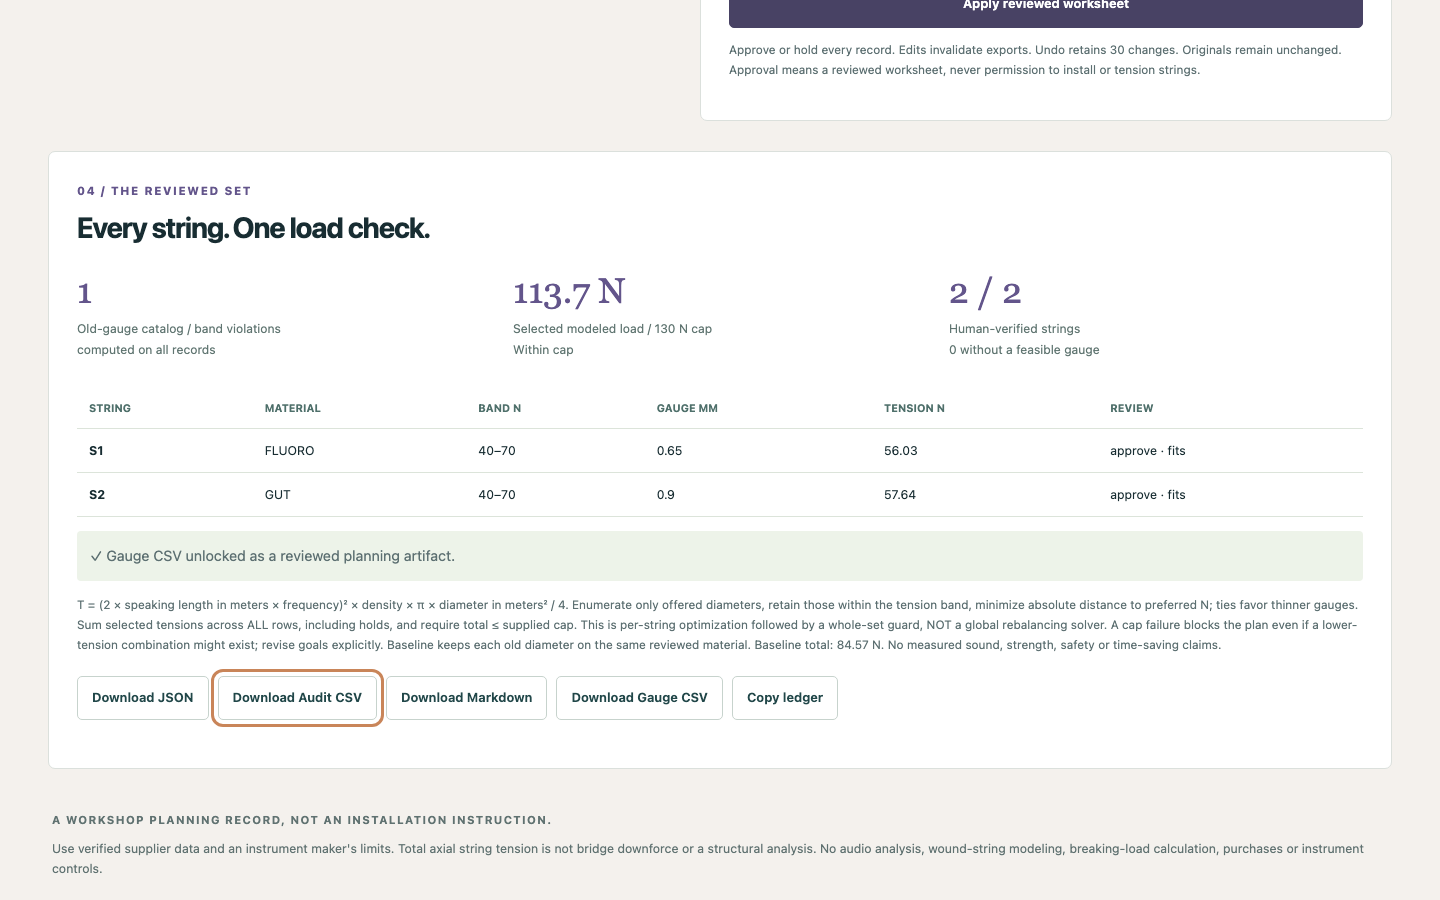 Apply reviewed worksheet
Approve or hold every record. Edits invalidate exports. Undo retains 30 changes. Originals remain unchanged.
Approval means a reviewed worksheet, never permission to install or tension strings.
04 / THE REVIEWED SET
Every string. One load check.
1
Old-gauge catalog / band violations
computed on all records
113.7 N
Selected modeled load / 130 N cap
Within cap
2 / 2
Human-verified strings
0 without a feasible gauge
STRING MATERIAL BAND N GAUGE MM TENSION N REVIEW
S1 FLUORO 40–70 0.65 56.03 approve · fits
S2 GUT 40–70 0.9 57.64 approve · fits
✓ Gauge CSV unlocked as a reviewed planning artifact.
T = (2 × speaking length in meters × frequency)² × density × π × diameter in meters² / 4. Enumerate only offered diameters, retain those within the tension band, minimize absolute distance to preferred N; ties favor thinner gauges.
Sum selected tensions across ALL rows, including holds, and require total ≤ supplied cap. This is per-string optimization followed by a whole-set guard, NOT a global rebalancing solver. A cap failure blocks the plan even if a lower-
tension combination might exist; revise goals explicitly. Baseline keeps each old diameter on the same reviewed material. Baseline total: 84.57 N. No measured sound, strength, safety or time-saving claims.
Download JSON Download Audit CSV Download Markdown Download Gauge CSV Copy ledger
A WORKSHOP PLANNING RECORD, NOT AN INSTALLATION INSTRUCTION.
Use verified supplier data and an instrument maker's limits. Total axial string tension is not bridge downforce or a structural analysis. No audio analysis, wound-string modeling, breaking-load calculation, purchases or instrument
controls.